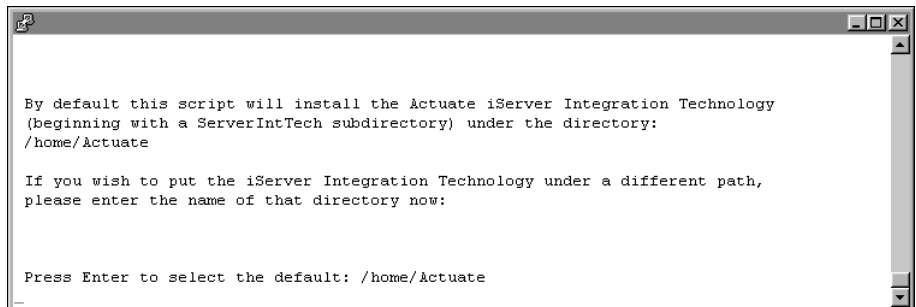 By default this script will install the Actuate iServer Integration Technology
(beginning with a ServerIntTech subdirectory) under the directory:
/home/Actuate
If you wish to put the iServer Integration Technology under a different path,
please enter the name of that directory now:
Press Enter to select the default: /home/Actuate